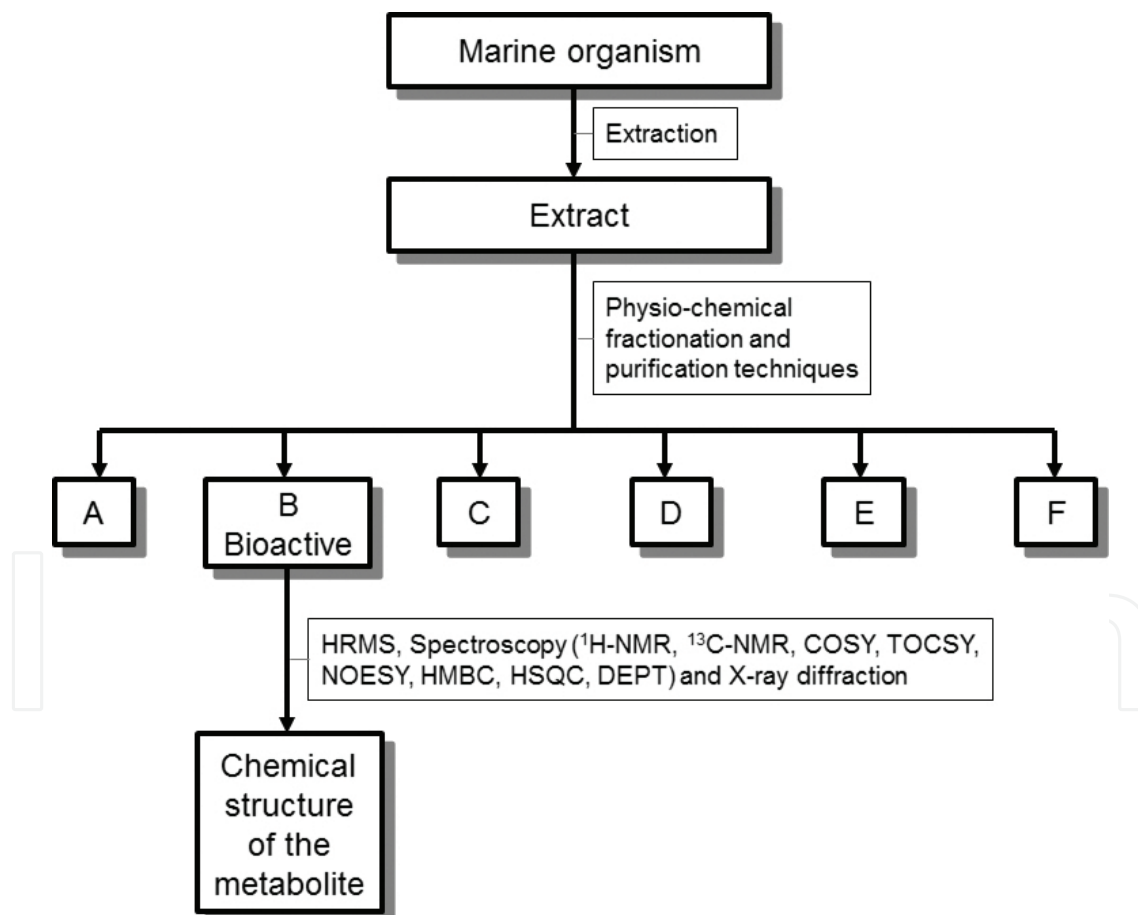 Marine organism
Extraction
Extract
Physio-chemical
fractionation and
purification techniques
A
B
Bioactive
C
D
E
F
HRMS, Spectroscopy (¹H-NMR, ¹³C-NMR, COSY, TOCSY,
NOESY, HMBC, HSQC, DEPT) and X-ray diffraction
Chemical
structure
of the
metabolite